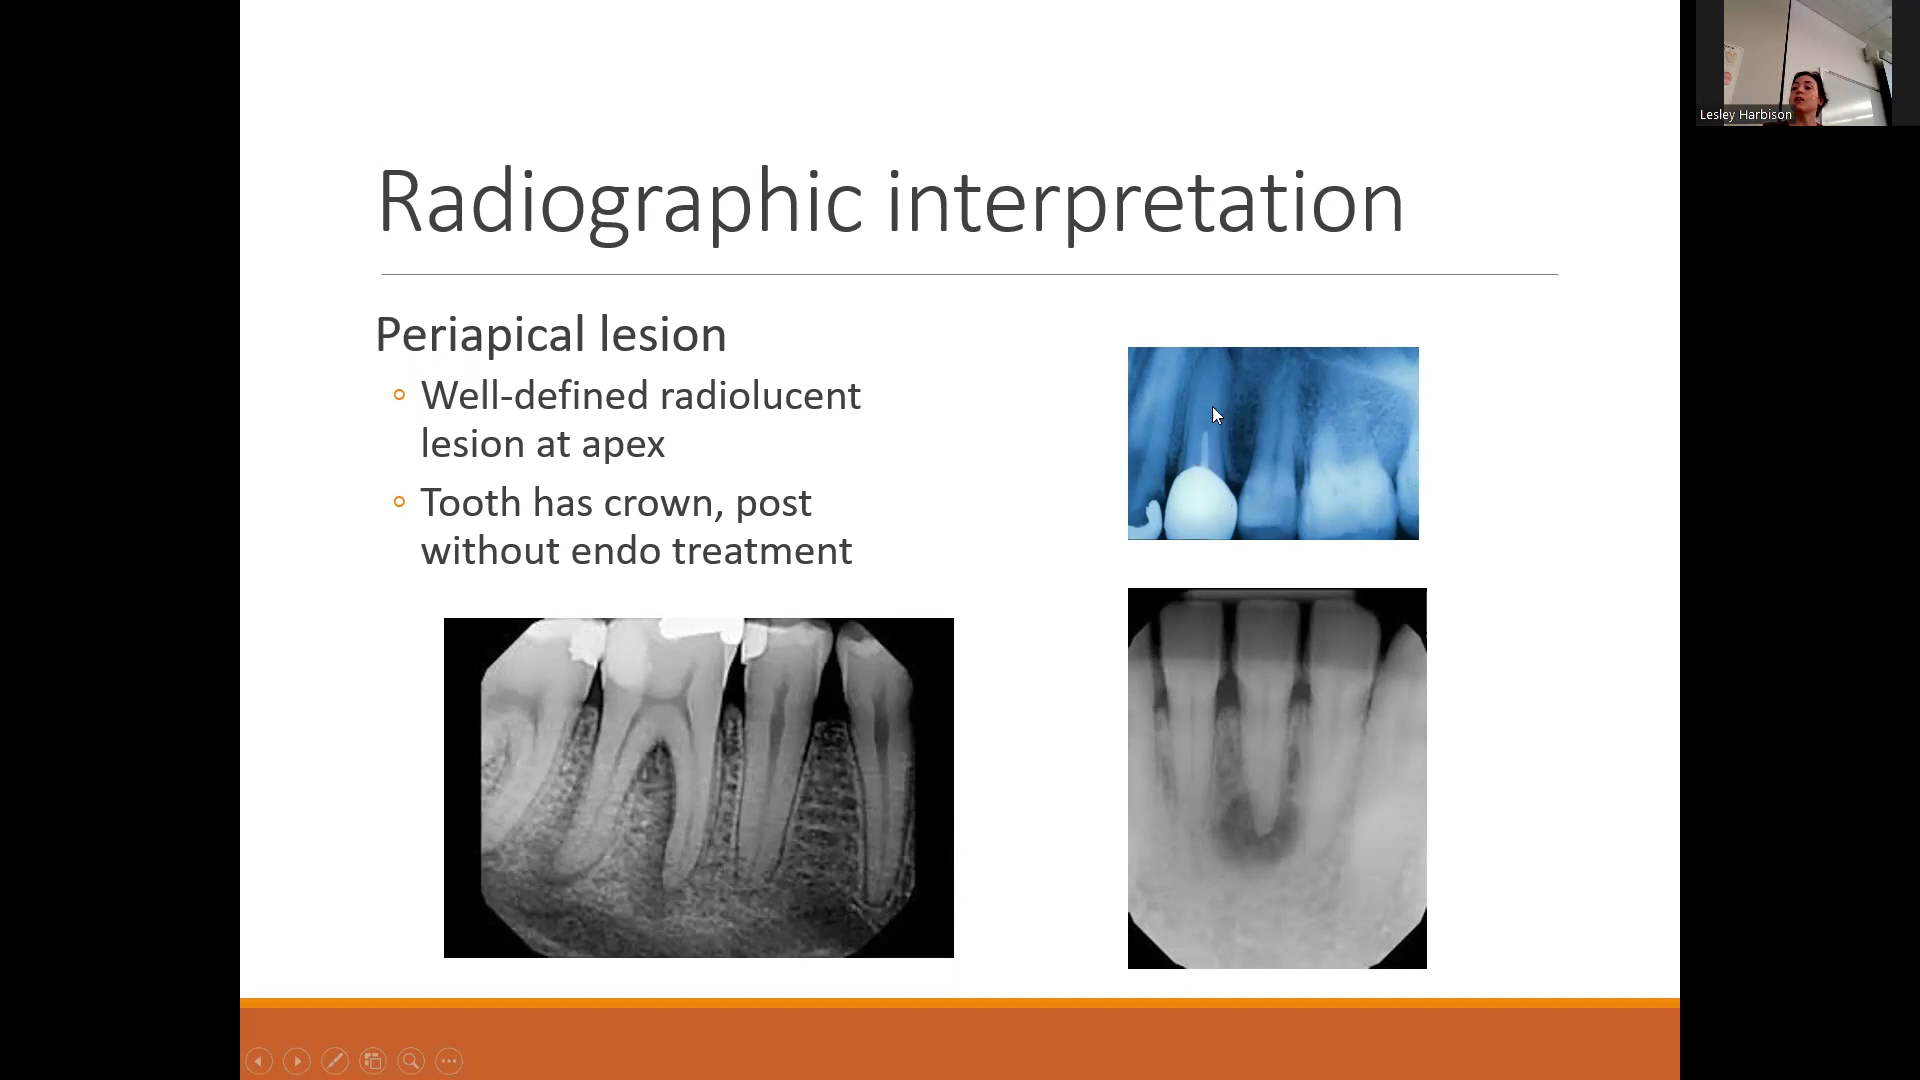 Radiographic interpretation
Periapical lesion
Well-defined radiolucent
lesion at apex
Tooth has crown, post
without endo treatment
Lesley Harbison